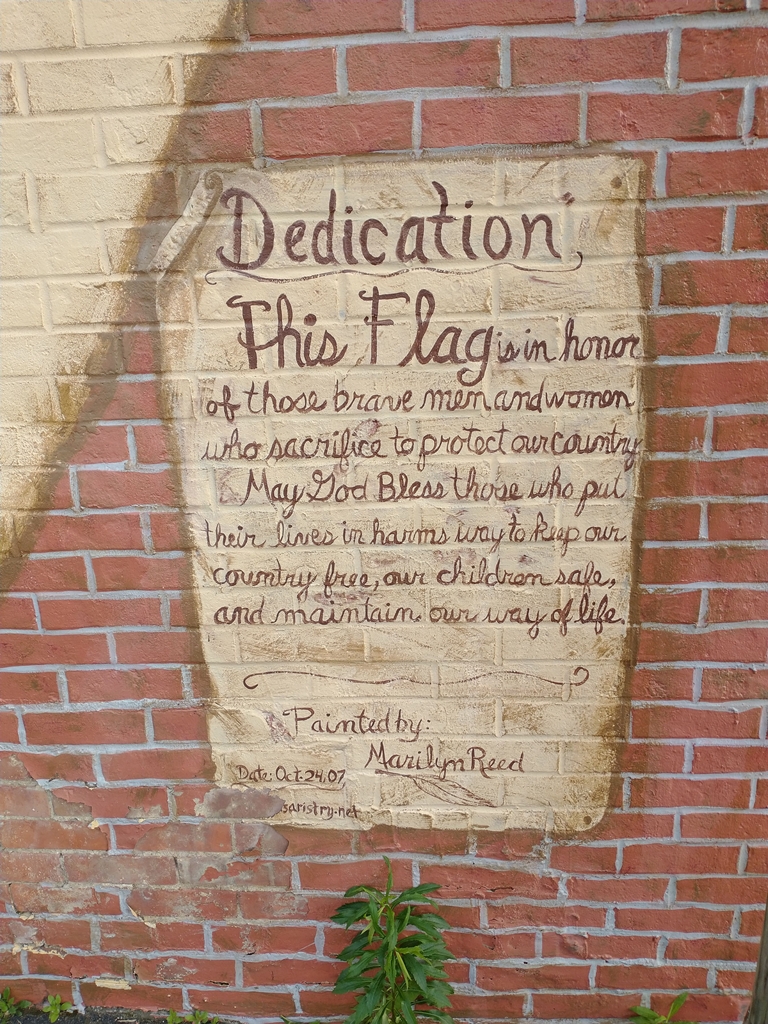 "Dedication"
This Flag is in honor
of those brave men and women
who sacrifice to protect our country
May God Bless those who put
their lives in harms way to keep our
country free, our children safe,
and maintain our way of life.
Painted by:
Marilyn Reed
Date: Oct. 24, 07